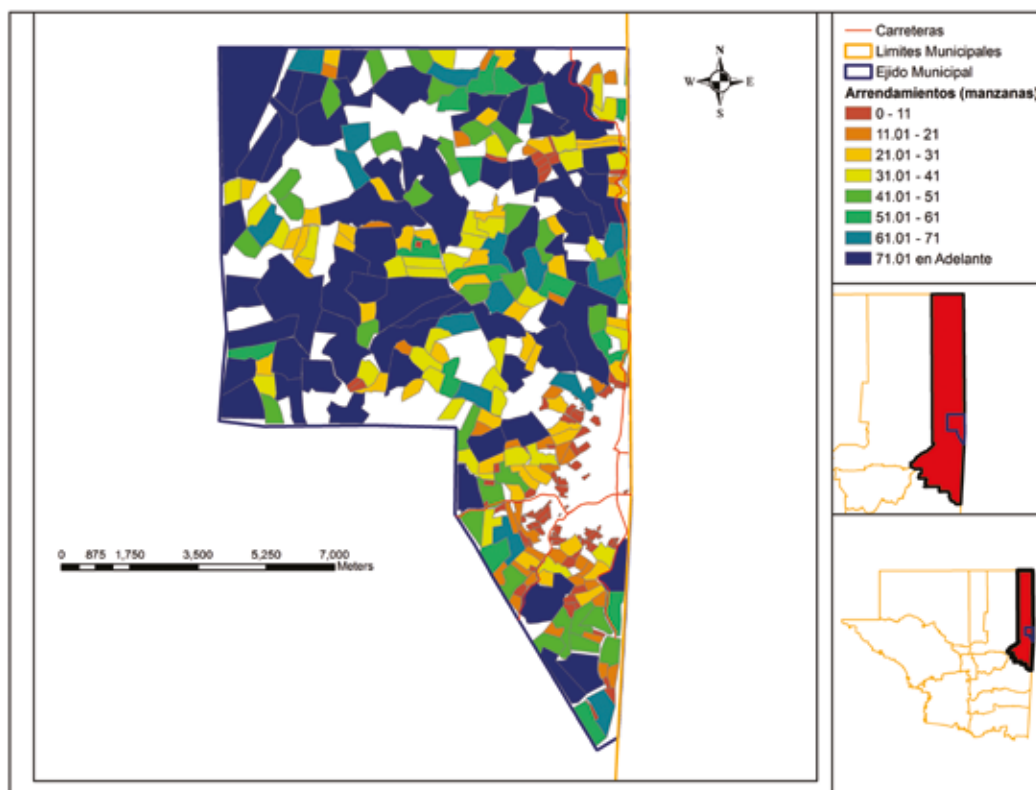 N
W E
S
Carreteras
Limites Municipales
Ejido Municipal
Arrendamientos (manzanas)
0 - 11
11.01 - 21
21.01 - 31
31.01 - 41
41.01 - 51
51.01 - 61
61.01 - 71
71.01 en Adelante
0 875 1,750 3,500 5,250 7,000
Meters